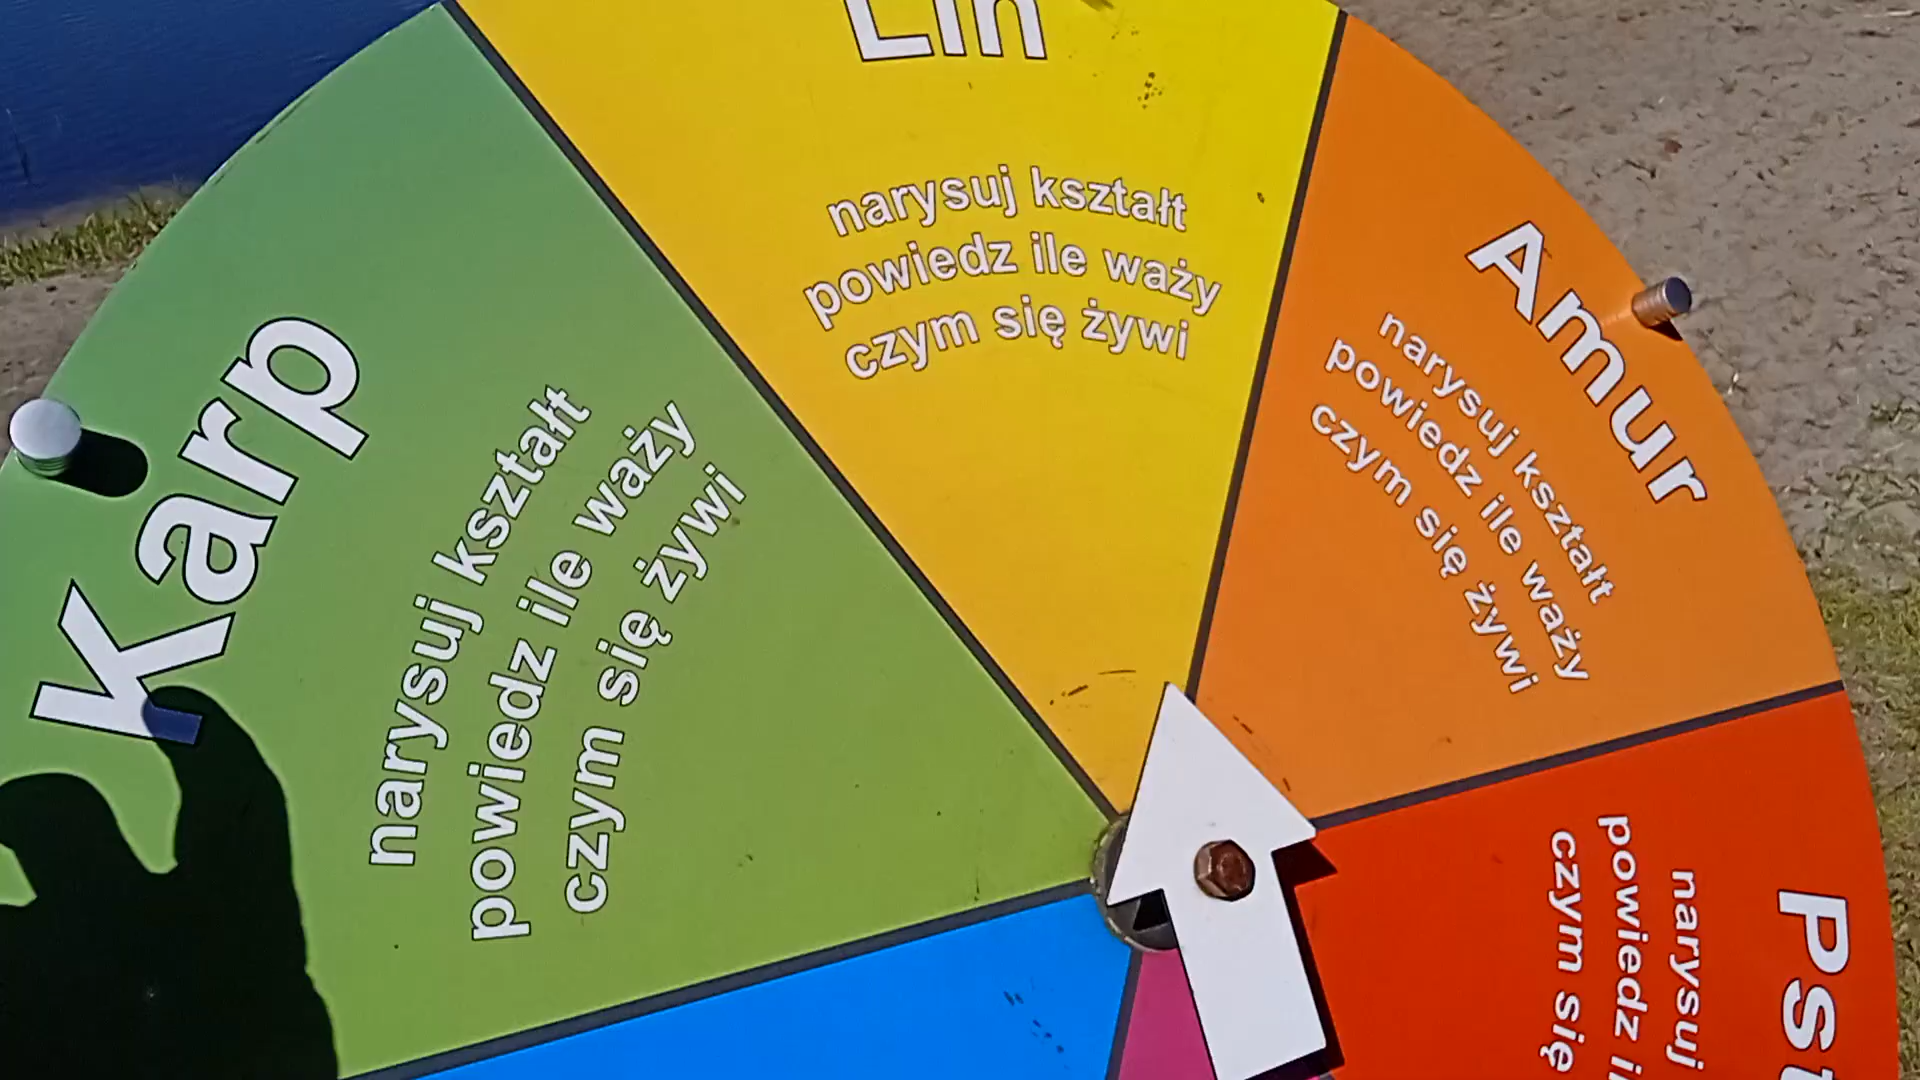 Karp
narysuj kształt
powiedz ile waży
czym się żywi
Lin
narysuj kształt
powiedz ile waży
czym się żywi
Amur
narysuj kształt
powiedz ile waży
czym się żywi
narysuj
powiedz
czym się